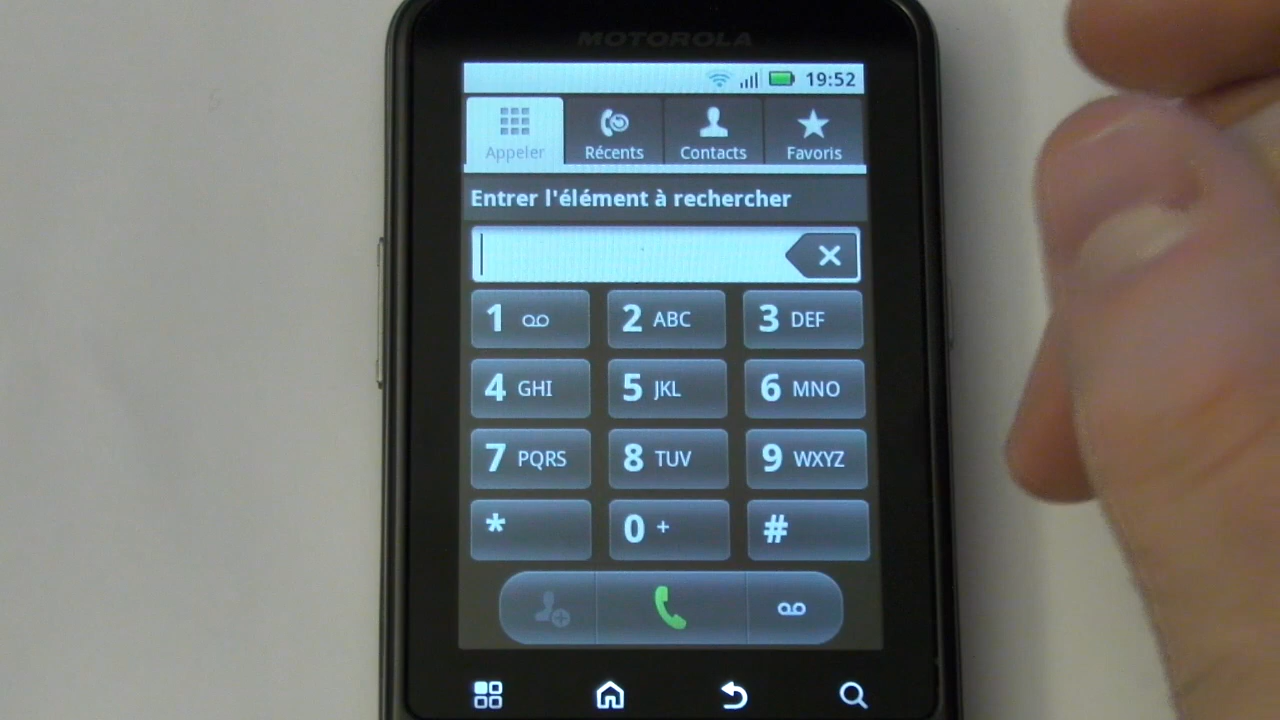 MOTOROLA
19:52
Appeler Récents Contacts Favoris
Entrer l'élément à rechercher
1 2 ABC 3 DEF
4 GHI 5 JKL 6 MNO
7 PQRS 8 TUV 9 WXYZ
* 0 + #